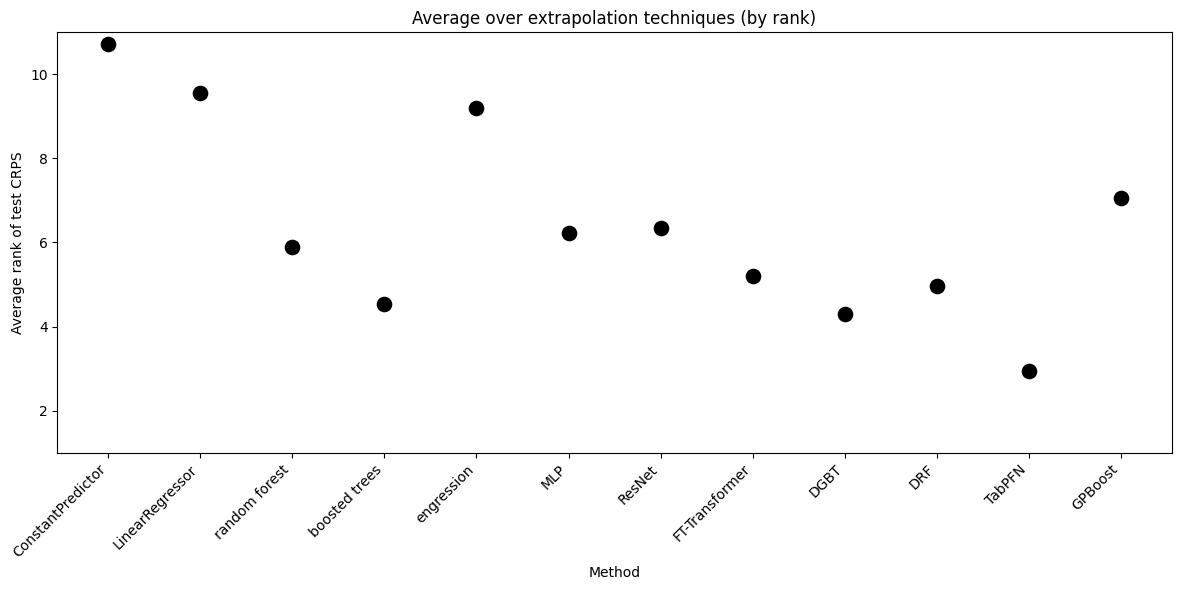 Average over extrapolation techniques (by rank)
Average rank of test CRPS
10
8
6
4
2
ConstantPredictor
LinearRegressor
random forest
boosted trees
engression
MLP
ResNet
FT-Transformer
DGBT
DRF
TabPFN
GPBoost
Method